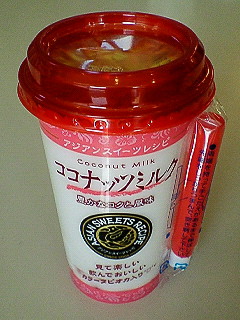 アジアンスイーツレシピ
Coconut Milk
ココナッツミルク
豊かなコクと風味
ASIAN SWEETS RECIPE
見て楽しい
飲んでおいしい
カラータピオカ入り